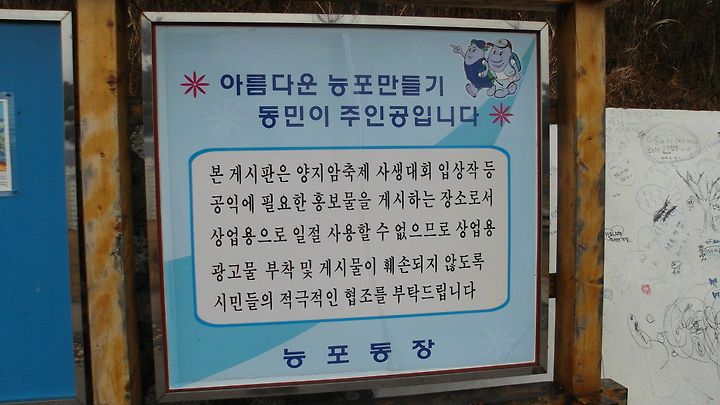 아름다운 능포만들기
동민이 주인공입니다
본 게시판은 양지암축제 사생대회 입상작 등
공익에 필요한 홍보물을 게시하는 장소로서
상업용으로 일절 사용할 수 없으므로 상업용
광고물 부착 및 게시물이 훼손되지 않도록
시민들의 적극적인 협조를 부탁드립니다
능포동장